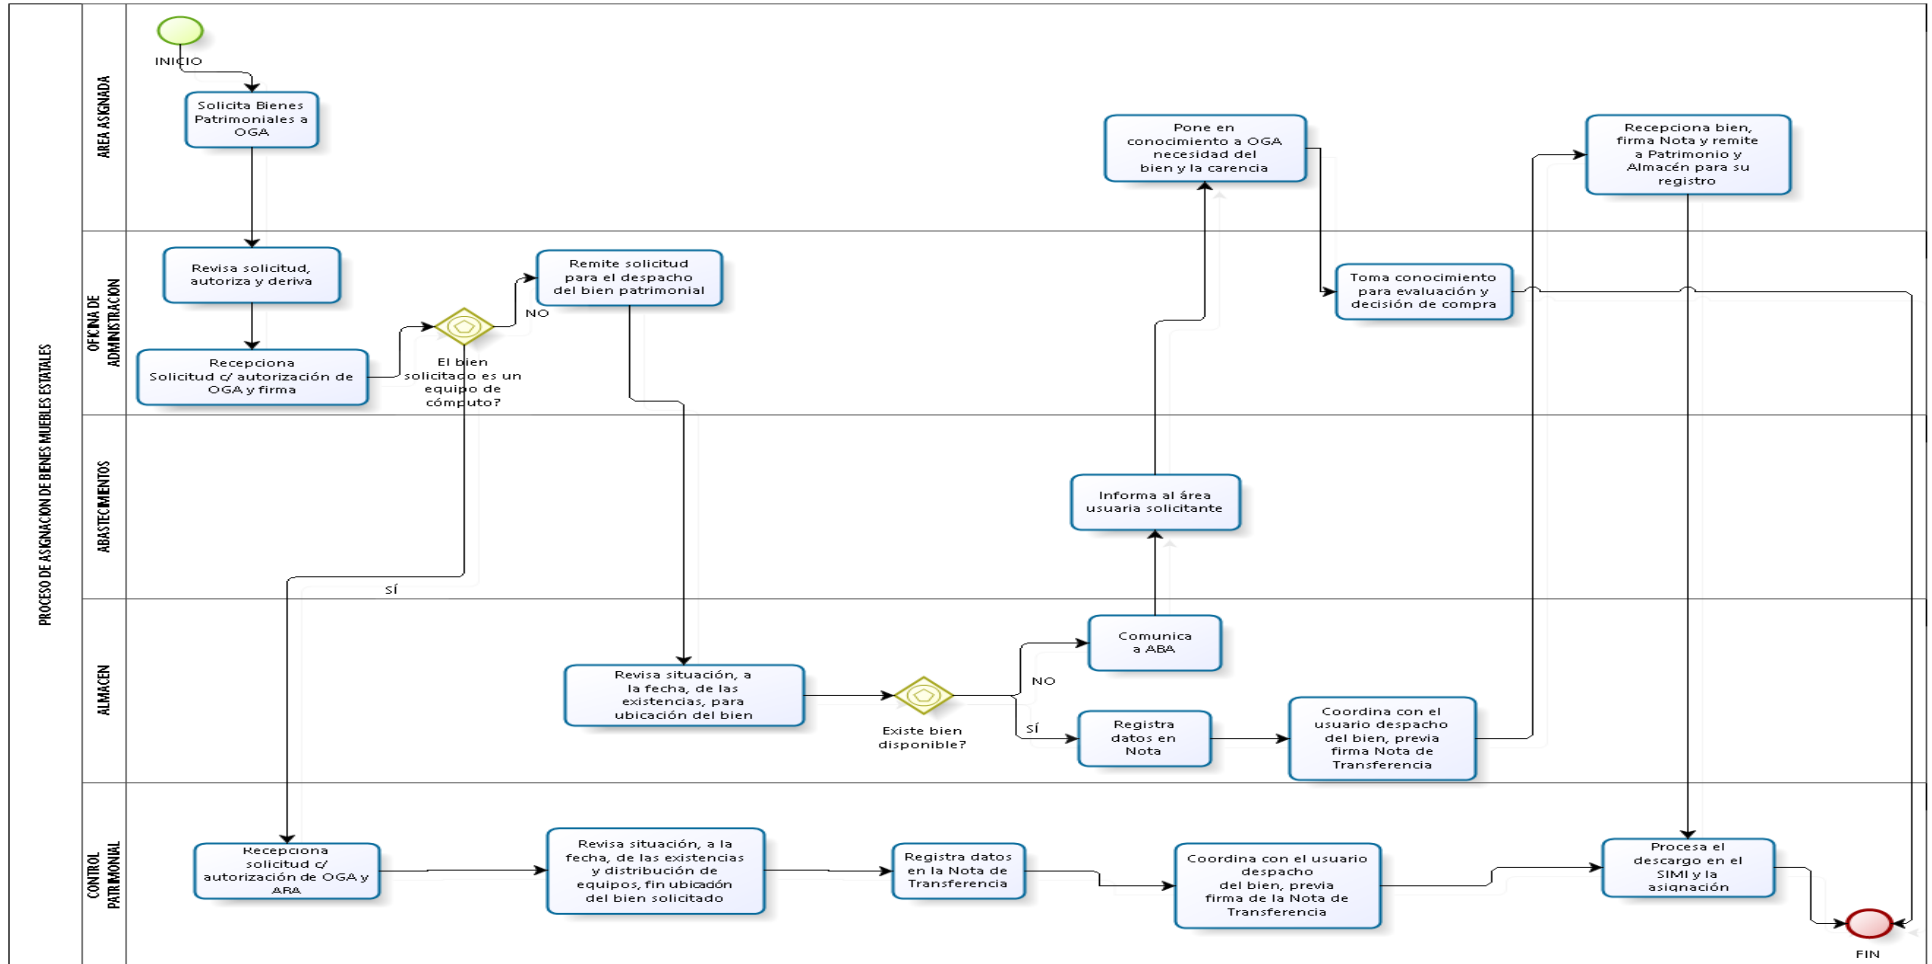 PROCESO DE ASIGNACION DE BIENES MUEBLES ESTATALES
AREA ASIGNADA
INICIO
Solicita Bienes
Patrimoniales a
OGA
Pone en
conocimiento a OGA
necesidad del
bien y la carencia
Recepciona bien,
firma Nota y remite
a Patrimonio y
Almacén para su
registro
OFICINA DE
ADMINISTRACION
Revisa solicitud,
autoriza y deriva
Recepciona
Solicitud c/ autorización de
OGA y firma
El bien
solicitado es un
equipo de
cómputo?
NO
Remite solicitud
para el despacho
del bien patrimonial
Toma conocimiento
para evaluación y
decisión de compra
ABASTECIMIENTOS
SÍ
Informa al área
usuaria solicitante
ALMACEN
Revisa situación, a
la fecha, de las
existencias, para
ubicación del bien
Existe bien
disponible?
NO
SÍ
Comunica
a ABA
Registra
datos en
Nota
Coordina con el
usuario despacho
del bien, previa
firma Nota de
Transferencia
CONTROL
PATRIMONIAL
Recepciona
solicitud c/
autorización de OGA y
ABA
Revisa situación, a la
fecha, de las existencias
y distribución de
equipos, fin ubicación
del bien solicitado
Registra datos
en la Nota de
Transferencia
Coordina con el usuario
despacho
del bien, previa
firma de la Nota de
Transferencia
Procesa el
descargo en el
SIMI y la
asignación
FIN